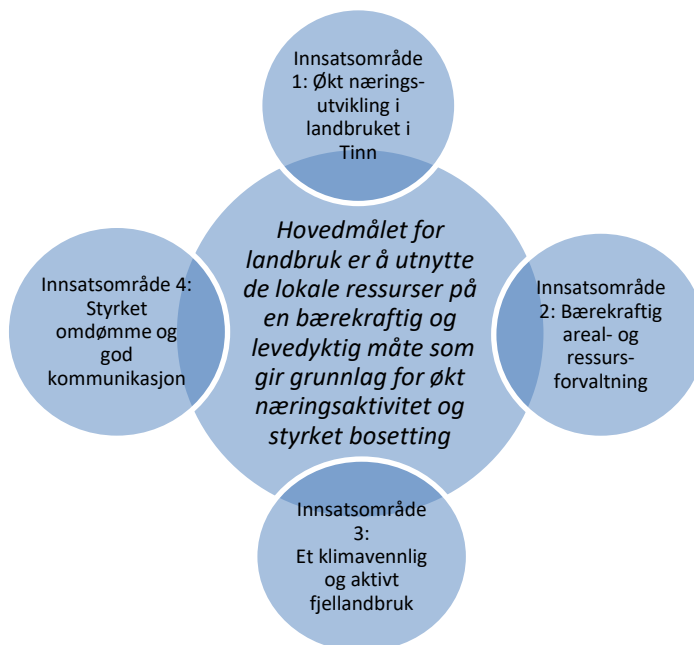 Innsatsområde
1: Økt nærings-
utvikling i
landbruket i
Tinn
Hovedmålet for
landbruk er å utnytte
de lokale ressurser på
en bærekraftig og
levedyktig måte som
gir grunnlag for økt
næringsaktivitet og
styrket bosetting
Innsatsområde
2: Bærekraftig
areal- og
ressurs-
forvaltning
Innsatsområde
3:
Et klimavennlig
og aktivt
fjellandbruk
Innsatsområde 4:
Styrket
omdømme og
god
kommunikasjon